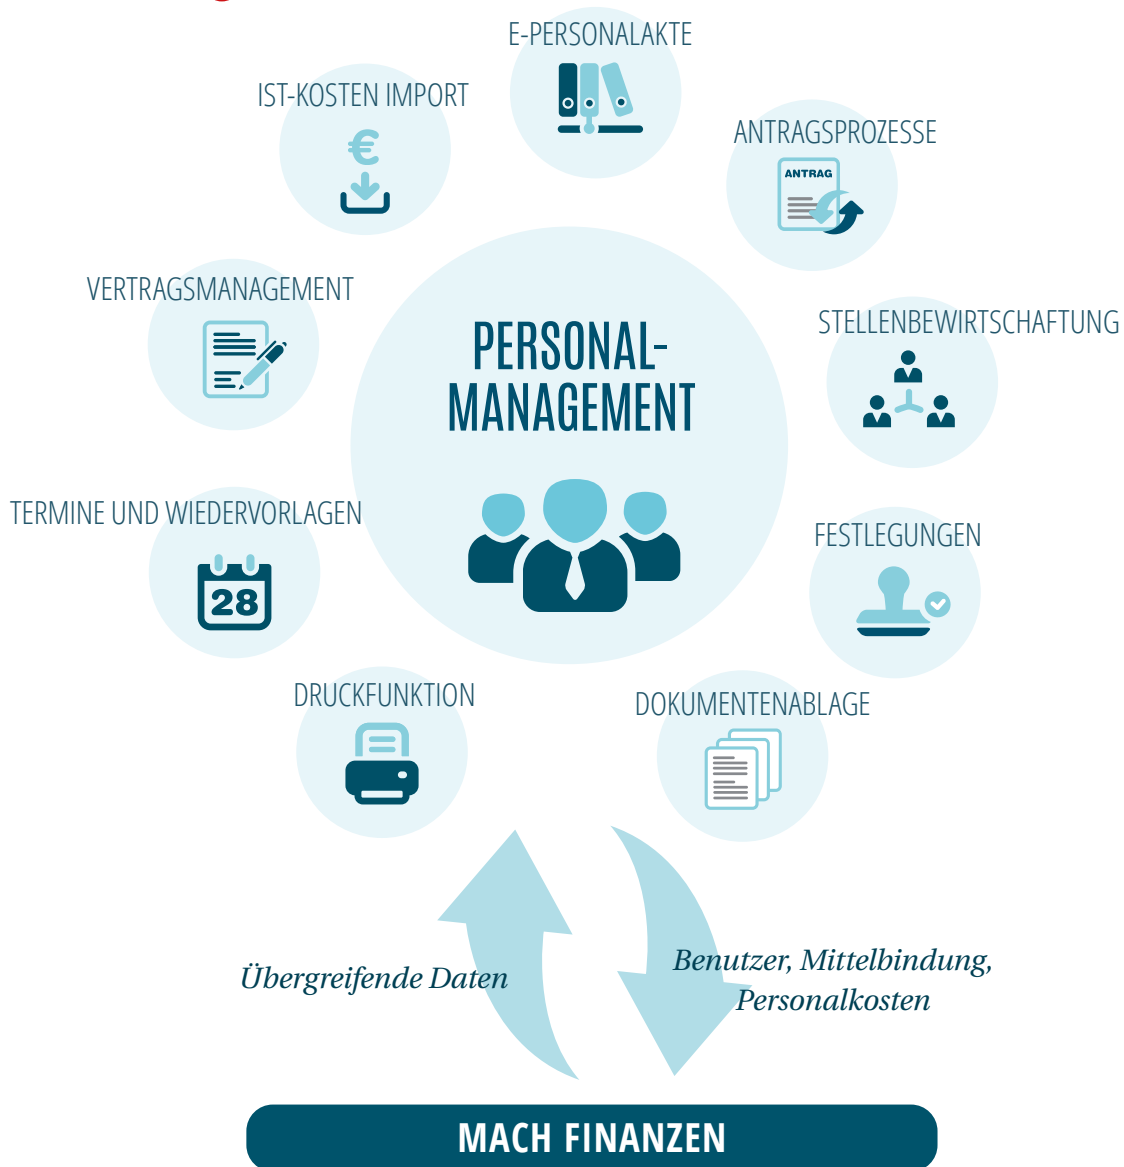 E-PERSONALAKTE
IST-KOSTEN IMPORT
€
ANTRAGSPROZESSE
ANTRAG
VERTRAGSMANAGEMENT
STELLENBEWIRTSCHAFTUNG
PERSONAL-
MANAGEMENT
TERMINE UND WIEDERVORLAGEN
28
FESTLEGUNGEN
DRUCKFUNKTION
DOKUMENTENABLAGE
Übergreifende Daten
Benutzer, Mittelbindung,
Personalkosten
MACH FINANZEN